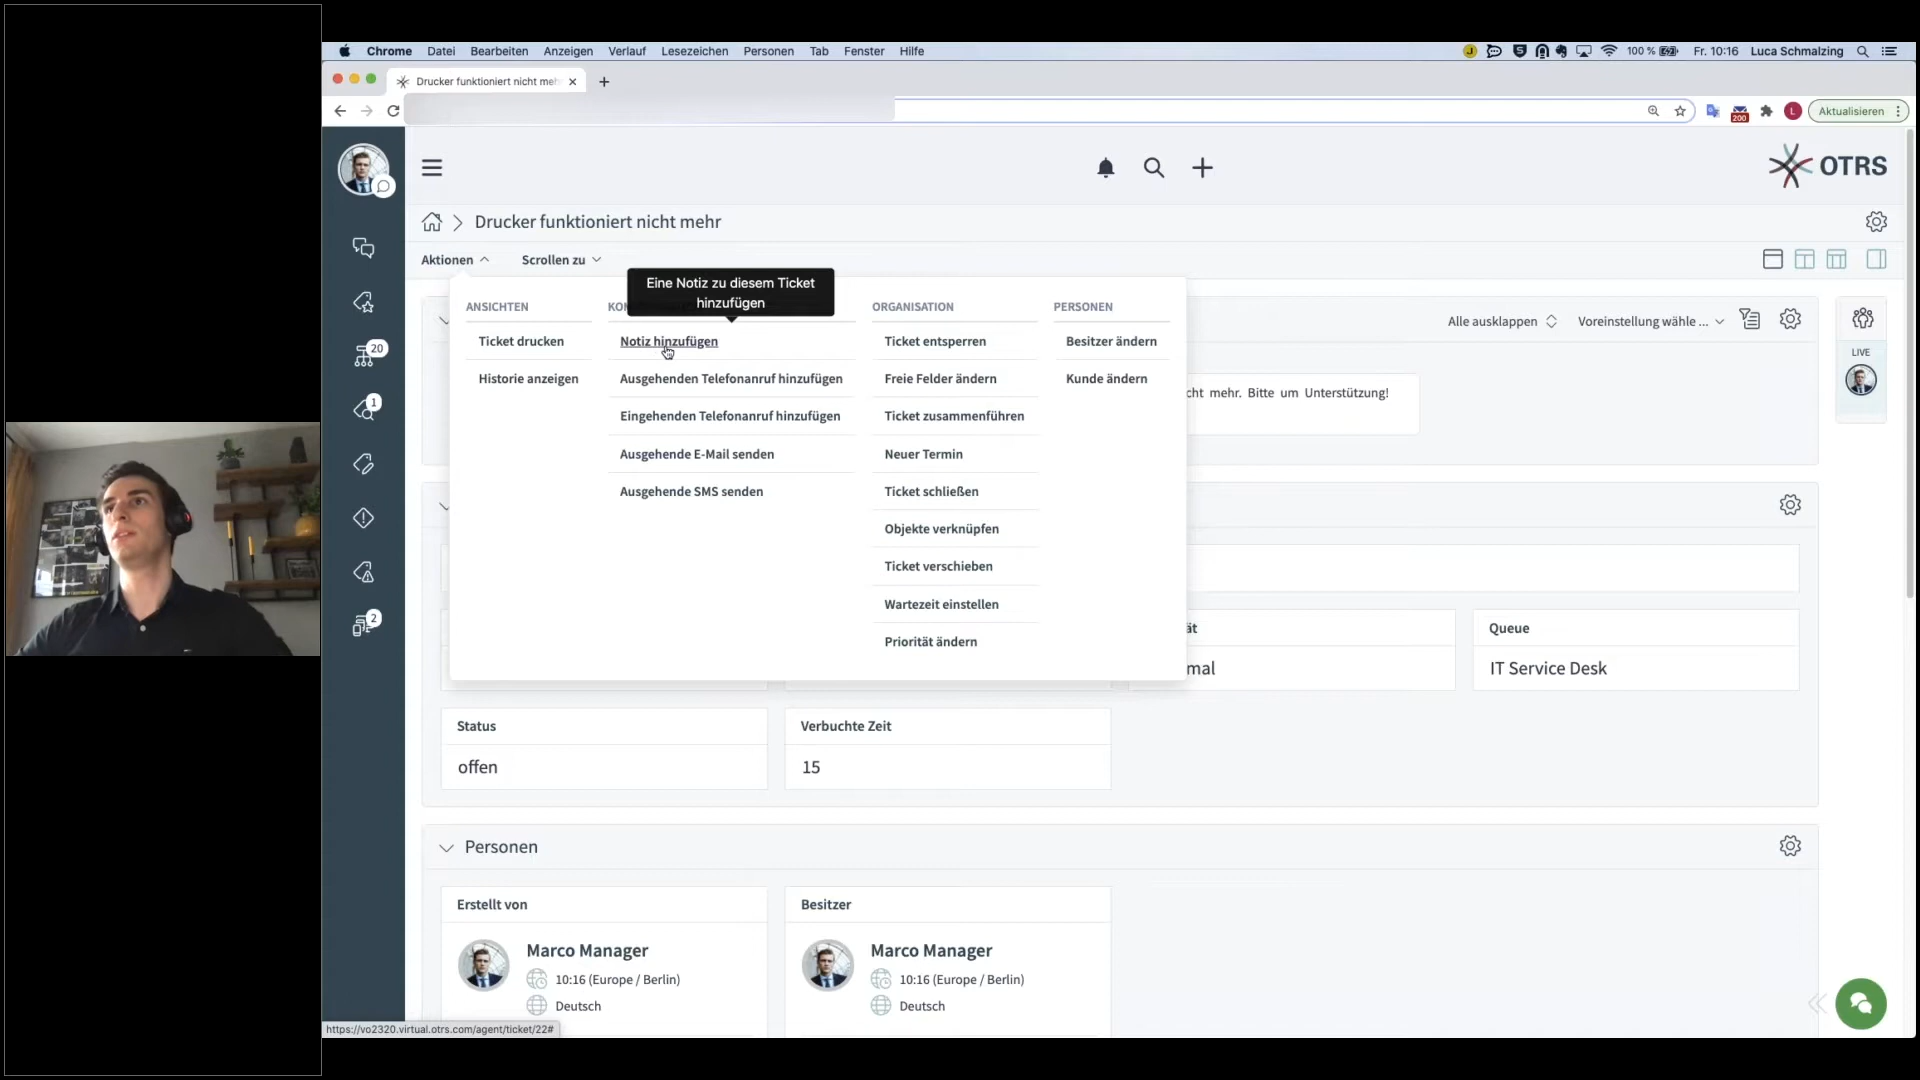 Chrome Datei Bearbeiten Anzeigen Verlauf Lesezeichen Personen Tab Fenster Hilfe
100 % Fr. 10:16 Luca Schmalzing
Drucker funktioniert nicht meh
200 L Aktualisieren
OTRS
Drucker funktioniert nicht mehr
Aktionen Scrollen zu
Eine Notiz zu diesem Ticket
hinzufügen
ANSICHTEN
Ticket drucken
Historie anzeigen
Notiz hinzufügen
Ausgehenden Telefonanruf hinzufügen
Eingehenden Telefonanruf hinzufügen
Ausgehende E-Mail senden
Ausgehende SMS senden
ORGANISATION
Ticket entsperren
Freie Felder ändern
Ticket zusammenführen
Neuer Termin
Ticket schließen
Objekte verknüpfen
Ticket verschieben
Wartezeit einstellen
Priorität ändern
PERSONEN
Besitzer ändern
Kunde ändern
Alle ausklappen Voreinstellung wähle ...
LIVE
cht mehr. Bitte um Unterstützung!
20
1
2
ät
mal
Queue
IT Service Desk
Status
offen
Verbuchte Zeit
15
Personen
Erstellt von
Marco Manager
10:16 (Europe / Berlin)
Deutsch
Besitzer
Marco Manager
10:16 (Europe / Berlin)
Deutsch
https://vo2320.virtual.otrs.com/agent/ticket/22#